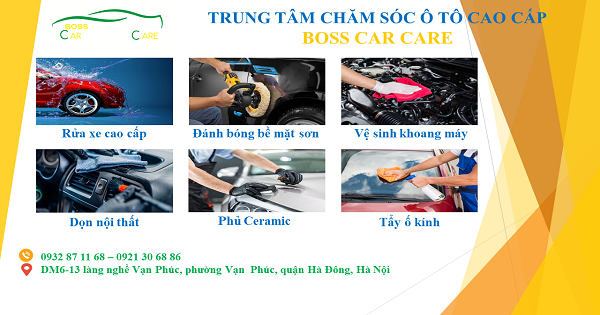 BOSS
CAR CARE
TRUNG TÂM CHĂM SÓC Ô TÔ CAO CẤP
BOSS CAR CARE
Rửa xe cao cấp
Đánh bóng bề mặt sơn
Vệ sinh khoang máy
Dọn nội thất
Phủ Ceramic
Tẩy ố kính
0932 87 11 68 – 0921 30 68 86
DM6-13 làng nghề Vạn Phúc, phường Vạn Phúc, quận Hà Đông, Hà Nội